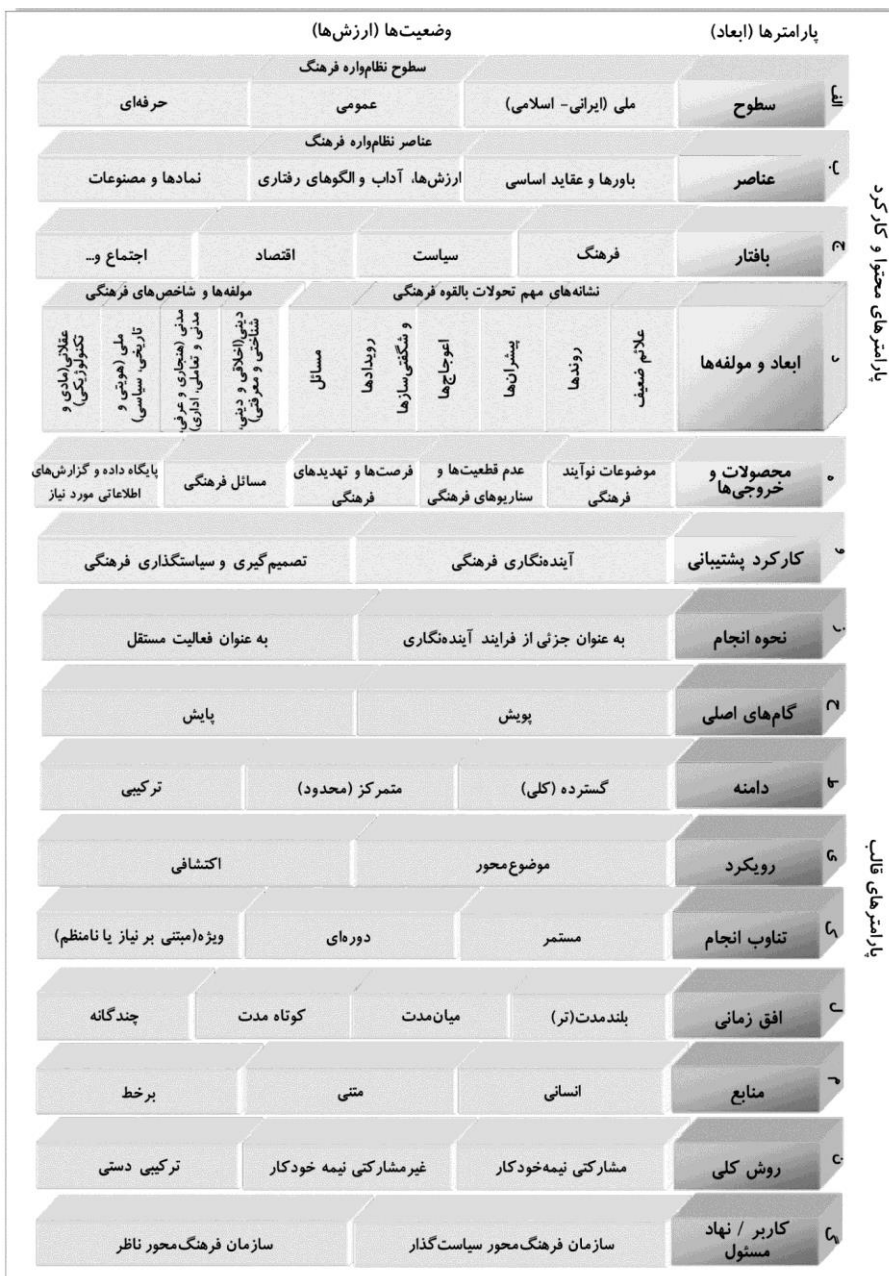 پارامترها (ابعاد)
وضعیت‌ها (ارزش‌ها)
پارامترهای محتوا و کارکرد
الف
سطوح
سطوح نظام‌واره فرهنگ
ملی (ایرانی- اسلامی)
عمومی
حرفه‌ای
ب
عناصر
عناصر نظام‌واره فرهنگ
باورها و عقاید اساسی
ارزش‌ها، آداب و الگوهای رفتاری
نمادها و مصنوعات
ج
بافتار
فرهنگ
سیاست
اقتصاد
اجتماع و...
د
ابعاد و مولفه‌ها
نشانه‌های مهم تحولات بالقوه فرهنگی
علائم ضعیف
روندها
پیشران‌ها
اعوجاج‌ها
رویدادها
و شگفتی‌سازها
مسائل
مولفه‌ها و شاخص‌های فرهنگی
دینی(اخلاقی و دینی،
شناختی و معرفتی)
مدنی (هنجاری و عرفی،
مدنی و تعاملی، اداری)
ملی (هویتی و
تاریخی، سیاسی)
عقلانی(مادی و
تکنولوژیکی)
ه
محصولات و
خروجی‌ها
موضوعات نوآیند
فرهنگی
عدم قطعیت‌ها و
سناریوهای فرهنگی
فرصت‌ها و تهدیدهای
فرهنگی
مسائل فرهنگی
پایگاه داده و گزارش‌های
اطلاعاتی مورد نیاز
و
کارکرد پشتیبانی
آینده‌نگاری فرهنگی
تصمیم‌گیری و سیاستگذاری فرهنگی
پارامترهای قالب
ز
نحوه انجام
به عنوان جزئی از فرایند آینده‌نگاری
به عنوان فعالیت مستقل
ح
گام‌های اصلی
پویش
پایش
ط
دامنه
گسترده (کلی)
متمرکز (محدود)
ترکیبی
ی
رویکرد
موضوع‌محور
اکتشافی
ک
تناوب انجام
مستمر
دوره‌ای
ویژه(مبتنی بر نیاز یا نامنظم)
ل
افق زمانی
بلندمدت(تر)
میان‌مدت
کوتاه مدت
چندگانه
م
منابع
انسانی
متنی
برخط
ن
روش کلی
مشارکتی نیمه‌خودکار
غیرمشارکتی نیمه خودکار
ترکیبی دستی
کاربر / نهاد
مسئول
سازمان فرهنگ‌محور سیاست‌گذار
سازمان فرهنگ‌محور ناظر